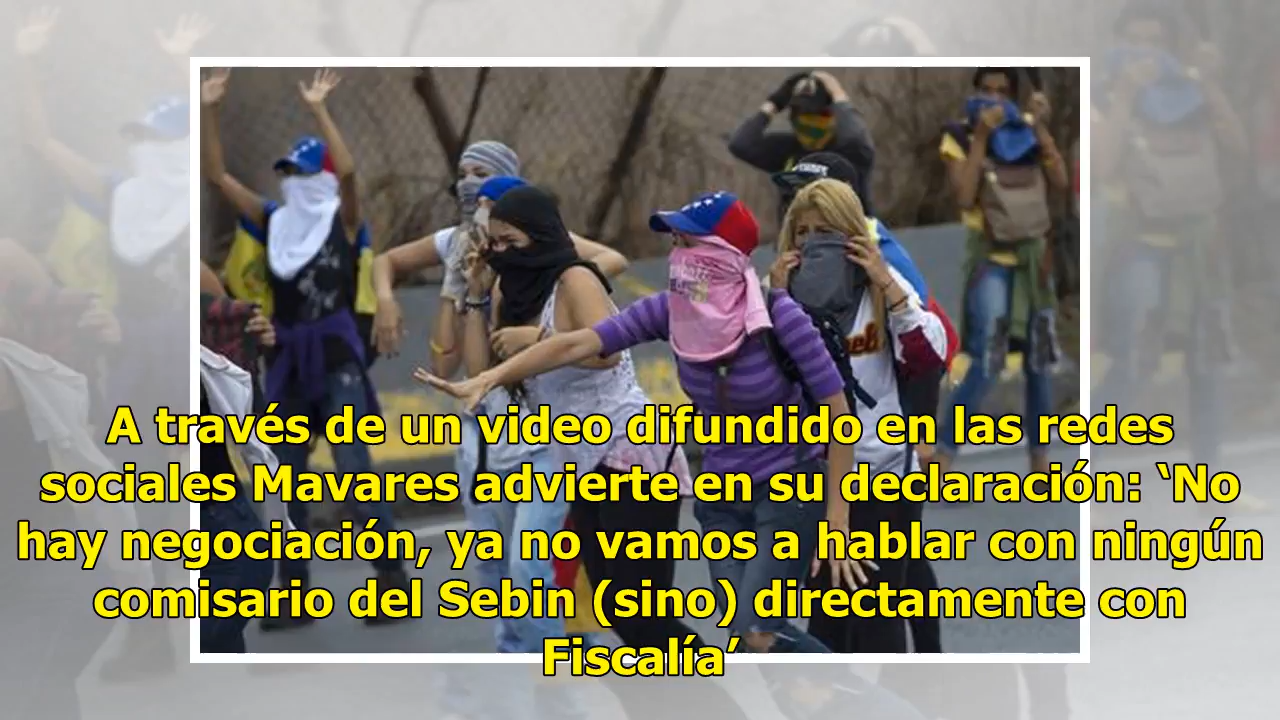 A través de un video difundido en las redes
sociales Mavares advierte en su declaración: ‘No
hay negociación, ya no vamos a hablar con ningún
comisario del Sebin (sino) directamente con
Fiscalía’